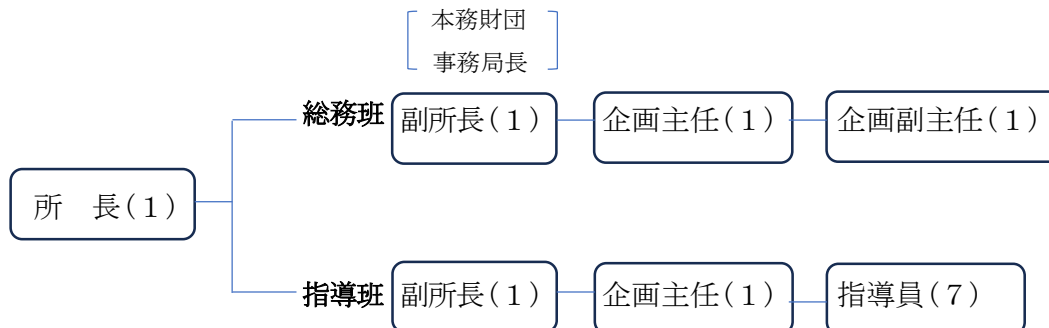 本務財団
事務局長
総務班 副所長(１) 企画主任(１) 企画副主任(１)
所　長(１)
指導班 副所長(１) 企画主任(１) 指導員(７)